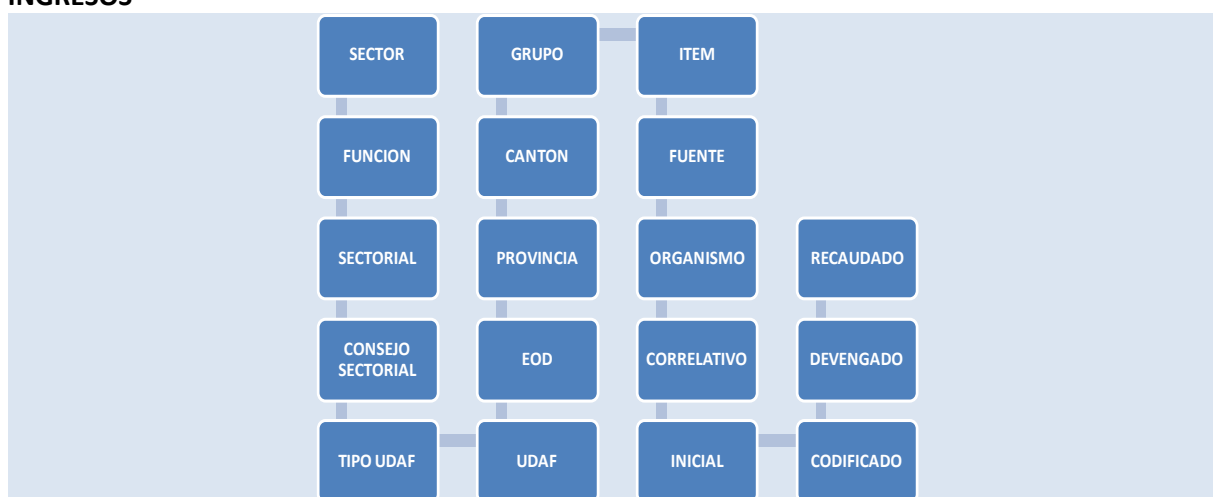 INGRESOS
SECTOR
FUNCION
SECTORIAL
CONSEJO
SECTORIAL
TIPO UDAF
UDAF
EOD
PROVINCIA
CANTON
GRUPO
ITEM
FUENTE
ORGANISMO
CORRELATIVO
INICIAL
CODIFICADO
DEVENGADO
RECAUDADO